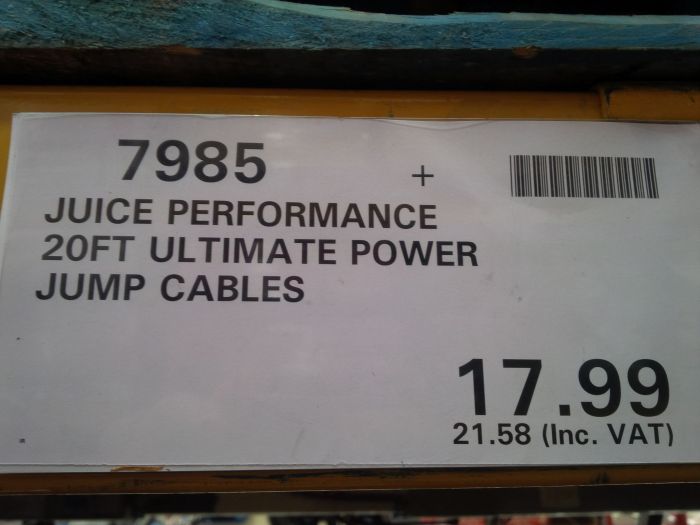 7985 +
JUICE PERFORMANCE
20FT ULTIMATE POWER
JUMP CABLES
17.99
21.58 (Inc. VAT)